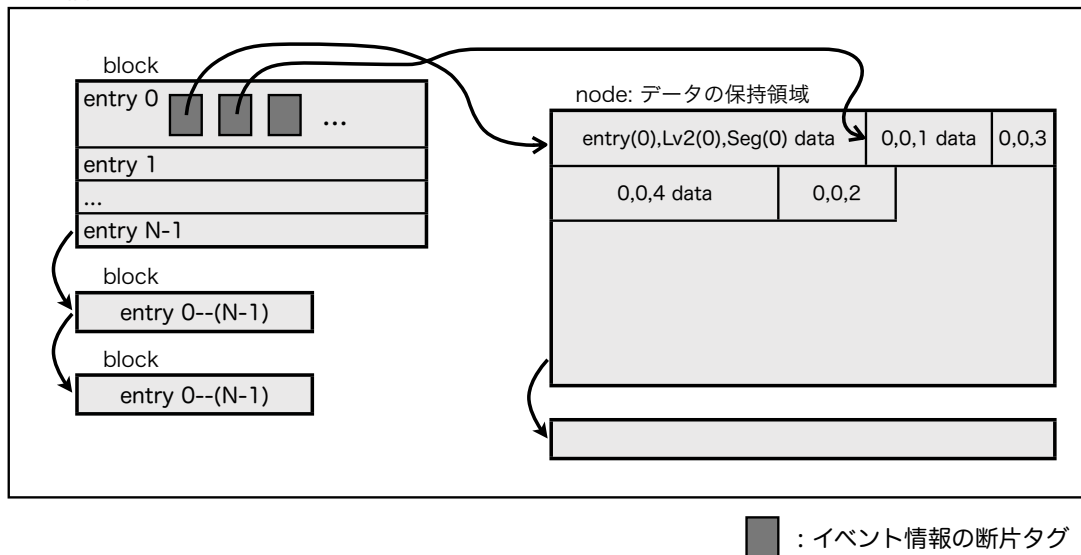 block
entry 0
...
entry 1
...
entry N-1
block
entry 0--(N-1)
block
entry 0--(N-1)
node: データの保持領域
entry(0),Lv2(0),Seg(0) data
0,0,1 data
0,0,3
0,0,4 data
0,0,2
: イベント情報の断片タグ